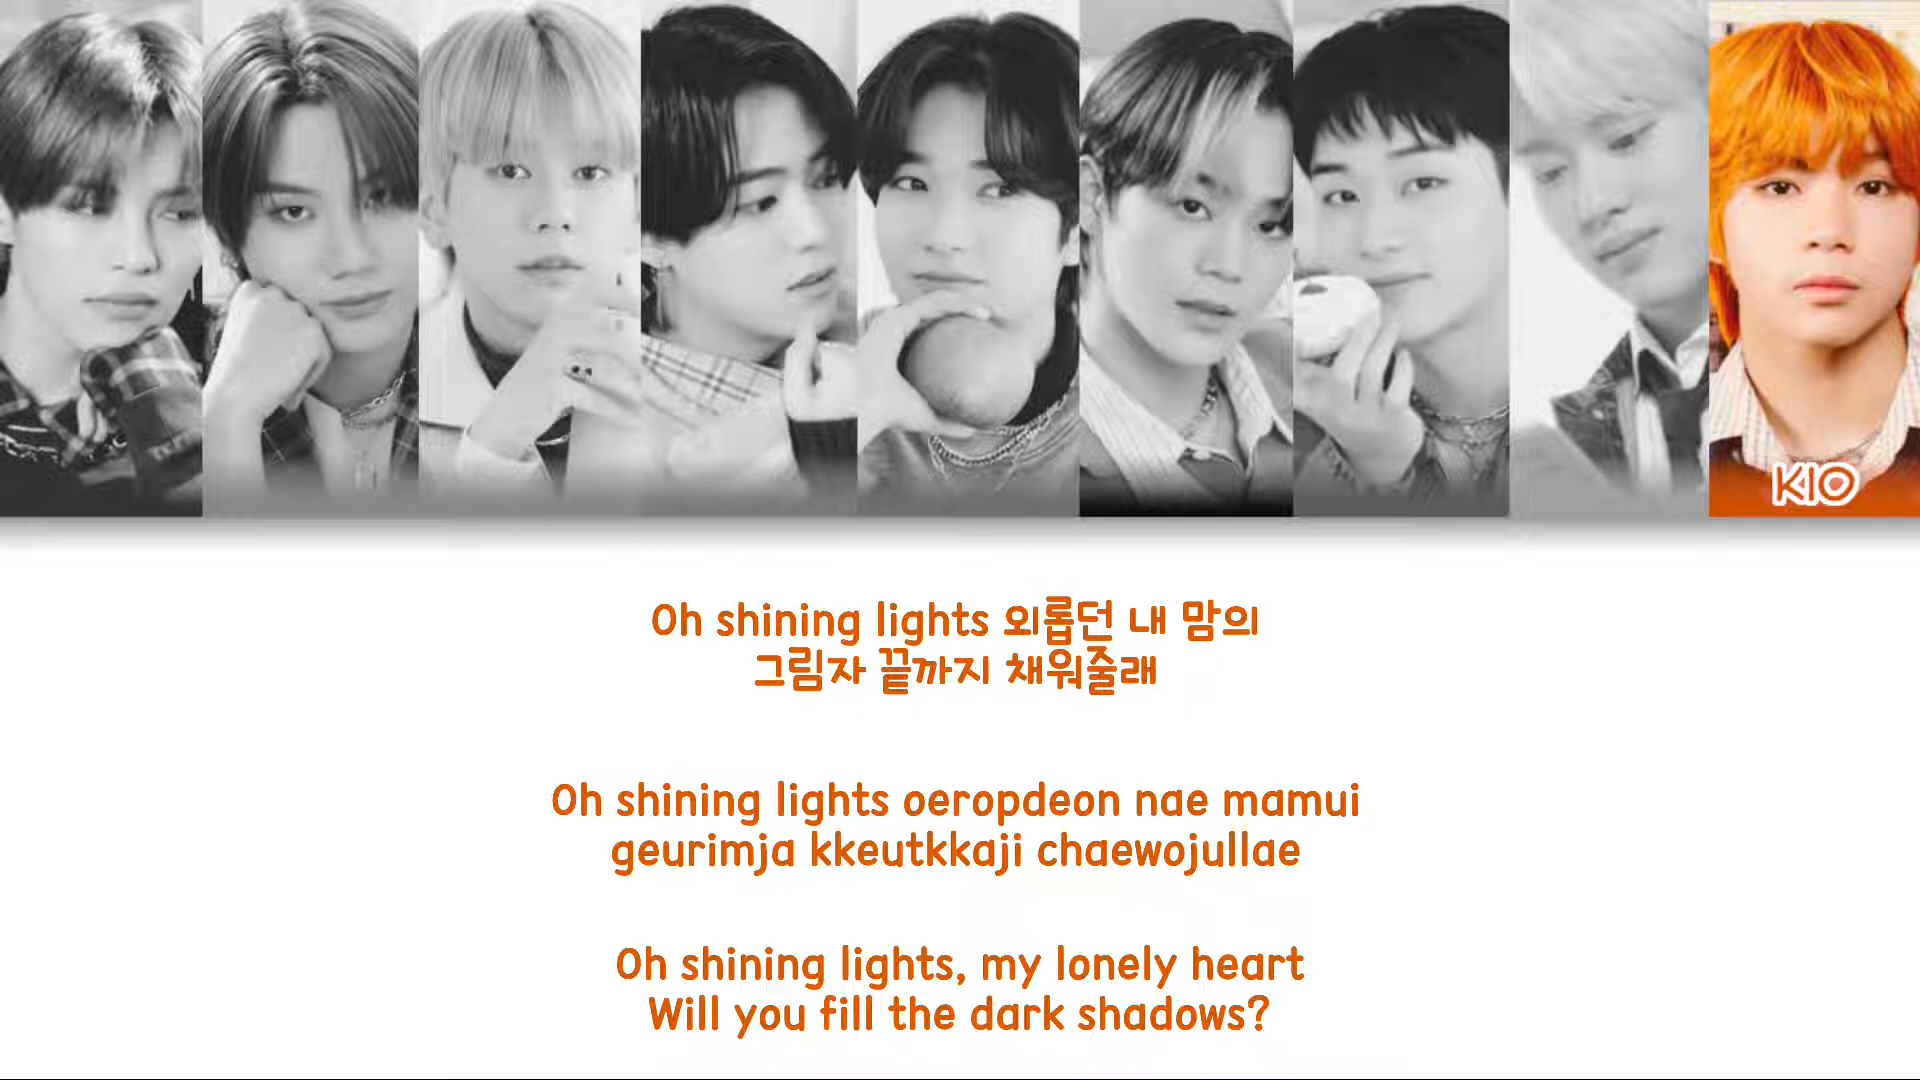 KIO
Oh shining lights 외롭던 내 맘의
그림자 끝까지 채워줄래
Oh shining lights oeropdeon nae mamui
geurimja kkeutkkaji chaewojullae
Oh shining lights, my lonely heart
Will you fill the dark shadows?